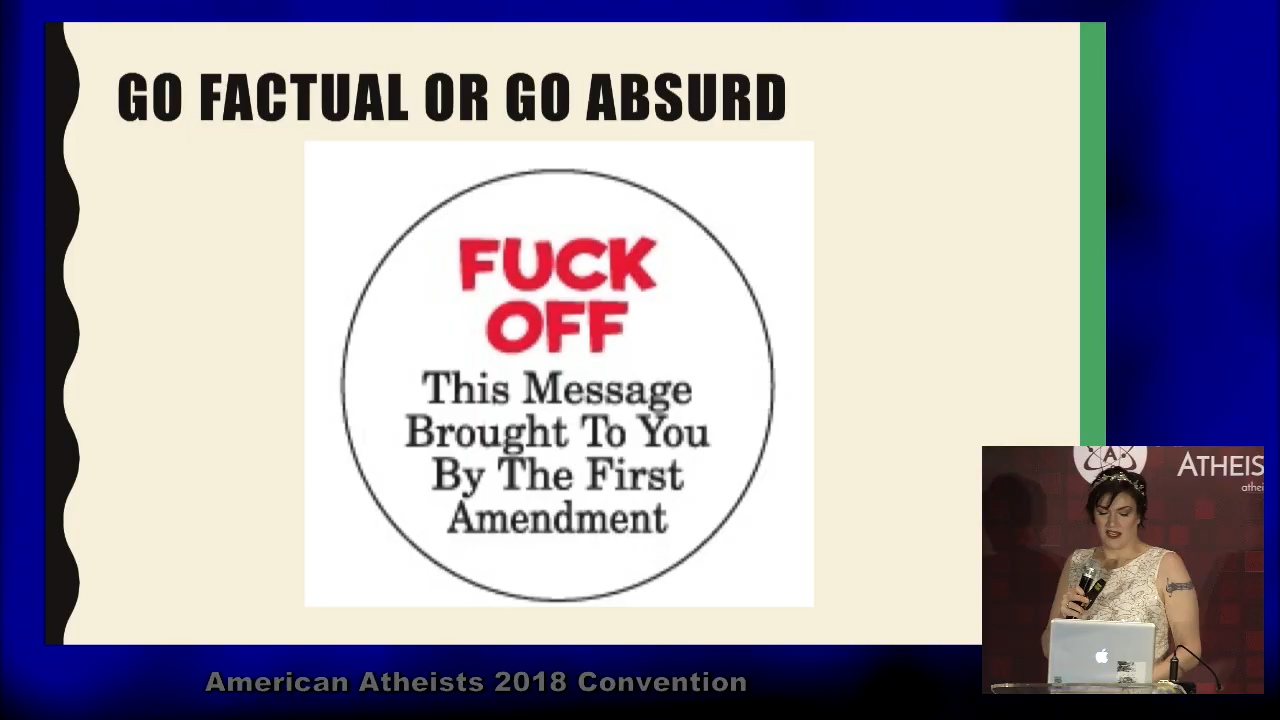 GO FACTUAL OR GO ABSURD
FUCK
OFF
This Message
Brought To You
By The First
Amendment
A
American Atheists 2018 Convention